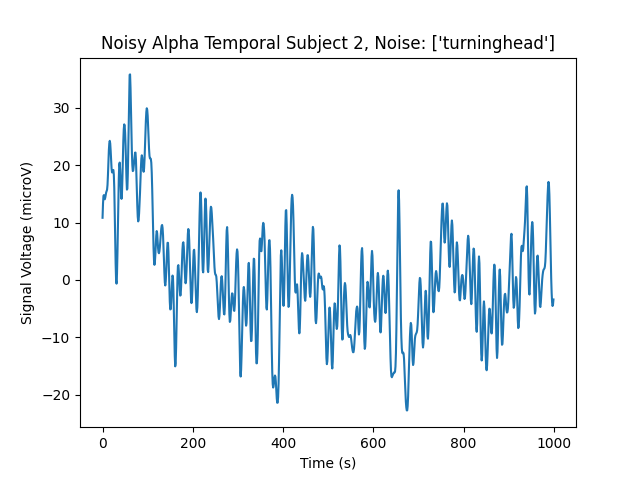 Noisy Alpha Temporal Subject 2, Noise: ['turninghead']
Signal Voltage (microV)
30
20
10
0
−10
−20
0 200 400 600 800 1000
Time (s)